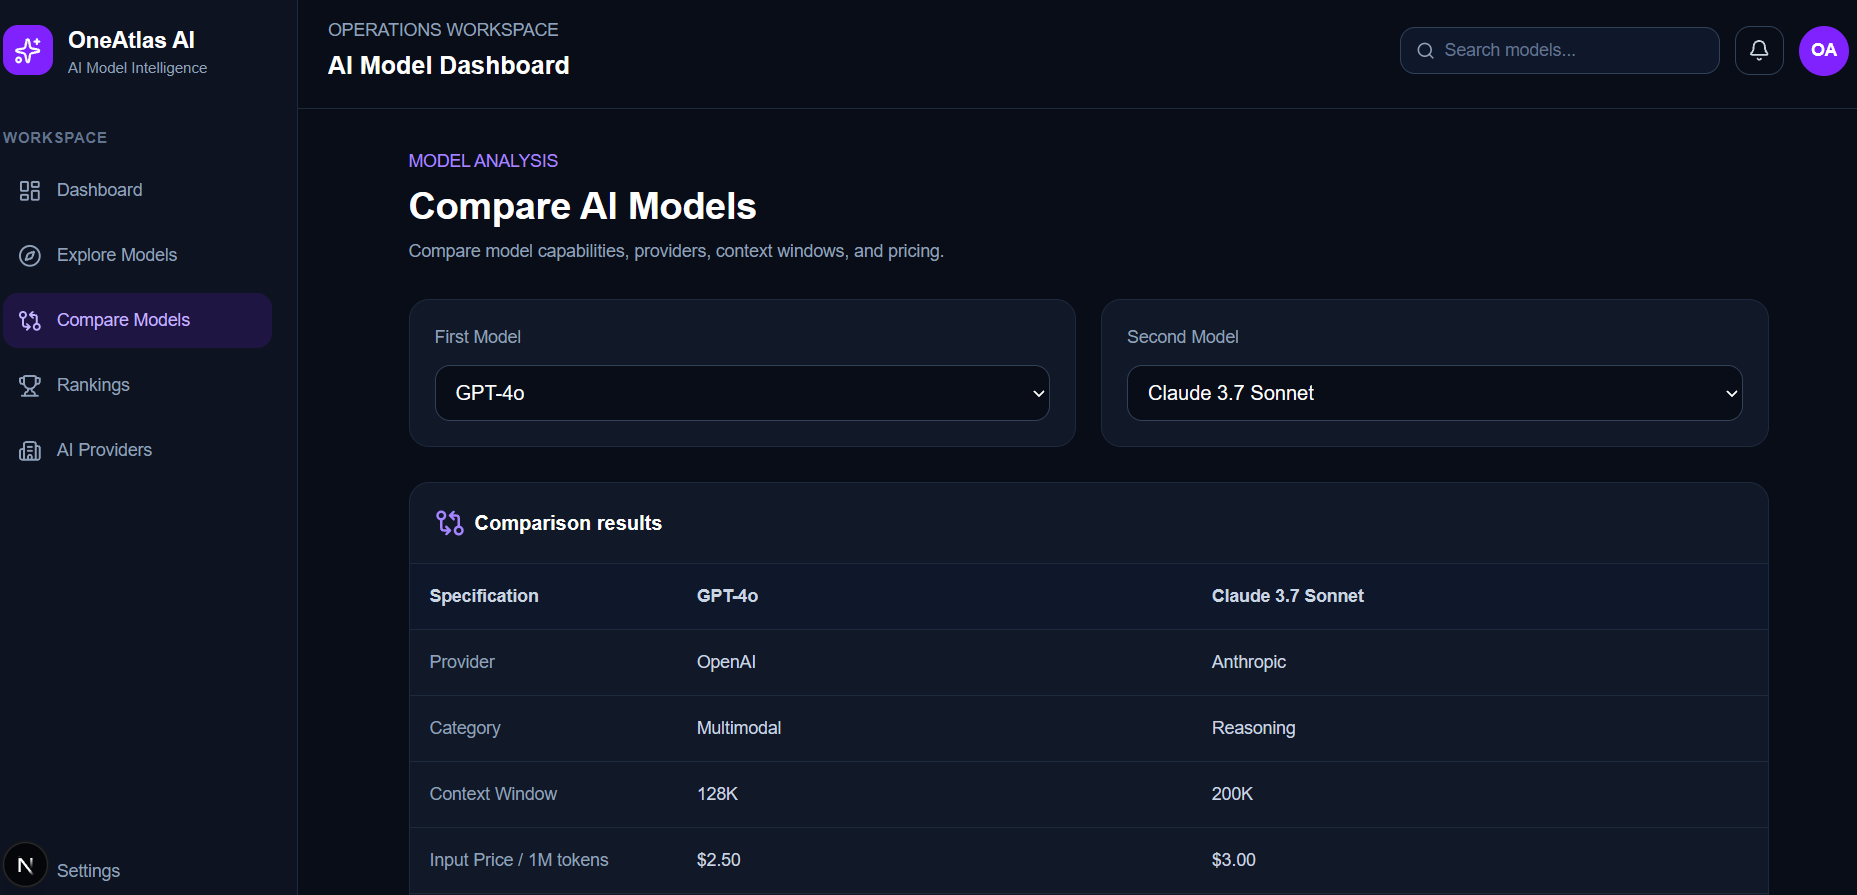 OneAtlas AI
AI Model Intelligence
WORKSPACE
Dashboard
Explore Models
Compare Models
Rankings
AI Providers
N
Settings
OPERATIONS WORKSPACE
AI Model Dashboard
Search models...
OA
MODEL ANALYSIS
Compare AI Models
Compare model capabilities, providers, context windows, and pricing.
First Model
GPT-4o
Second Model
Claude 3.7 Sonnet
Comparison results
Specification GPT-4o Claude 3.7 Sonnet
Provider OpenAI Anthropic
Category Multimodal Reasoning
Context Window 128K 200K
Input Price / 1M tokens $2.50 $3.00